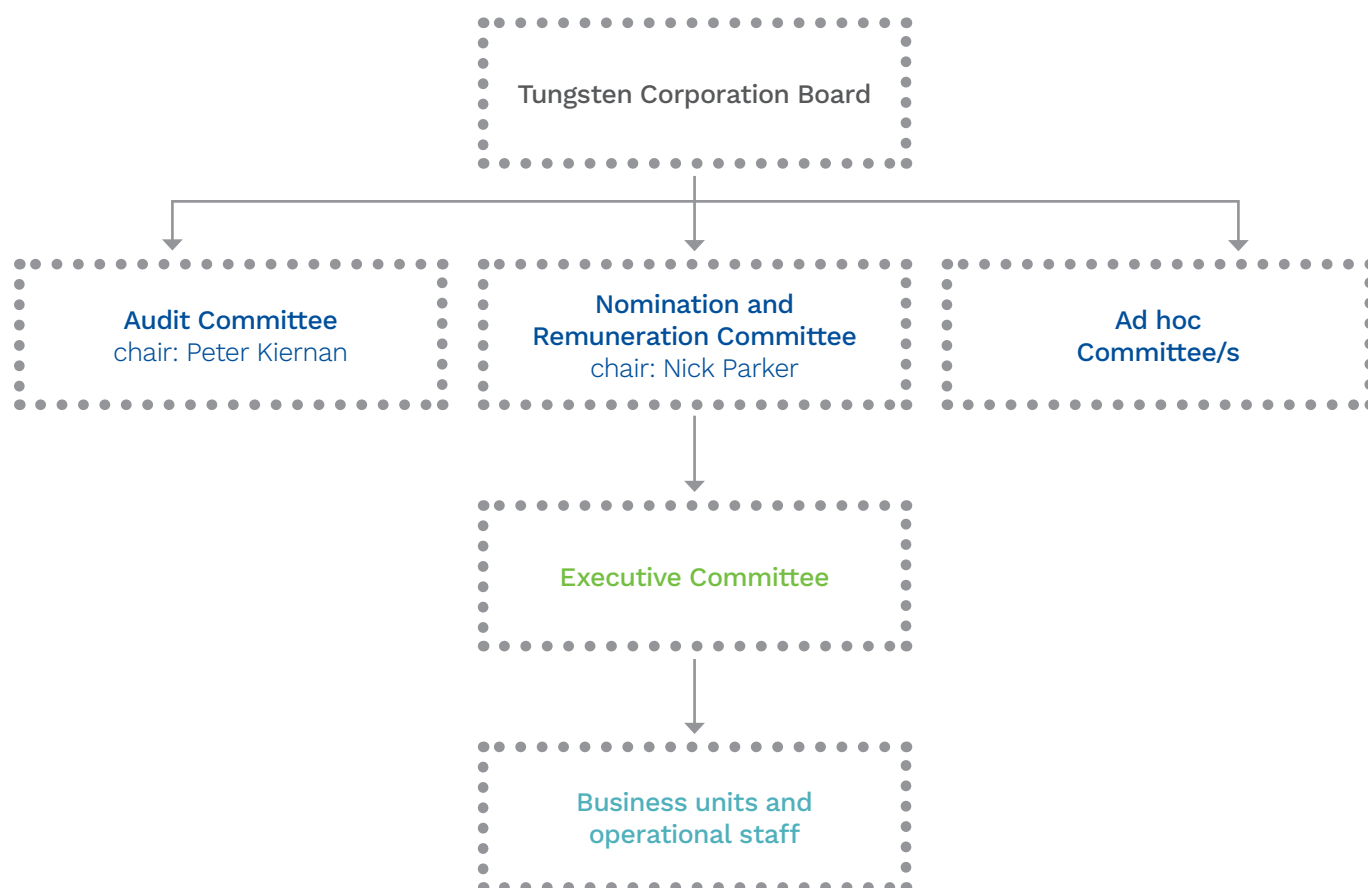 Tungsten Corporation Board
Audit Committee
chair: Peter Kiernan
Nomination and
Remuneration Committee
chair: Nick Parker
Ad hoc
Committee/s
Executive Committee
Business units and
operational staff